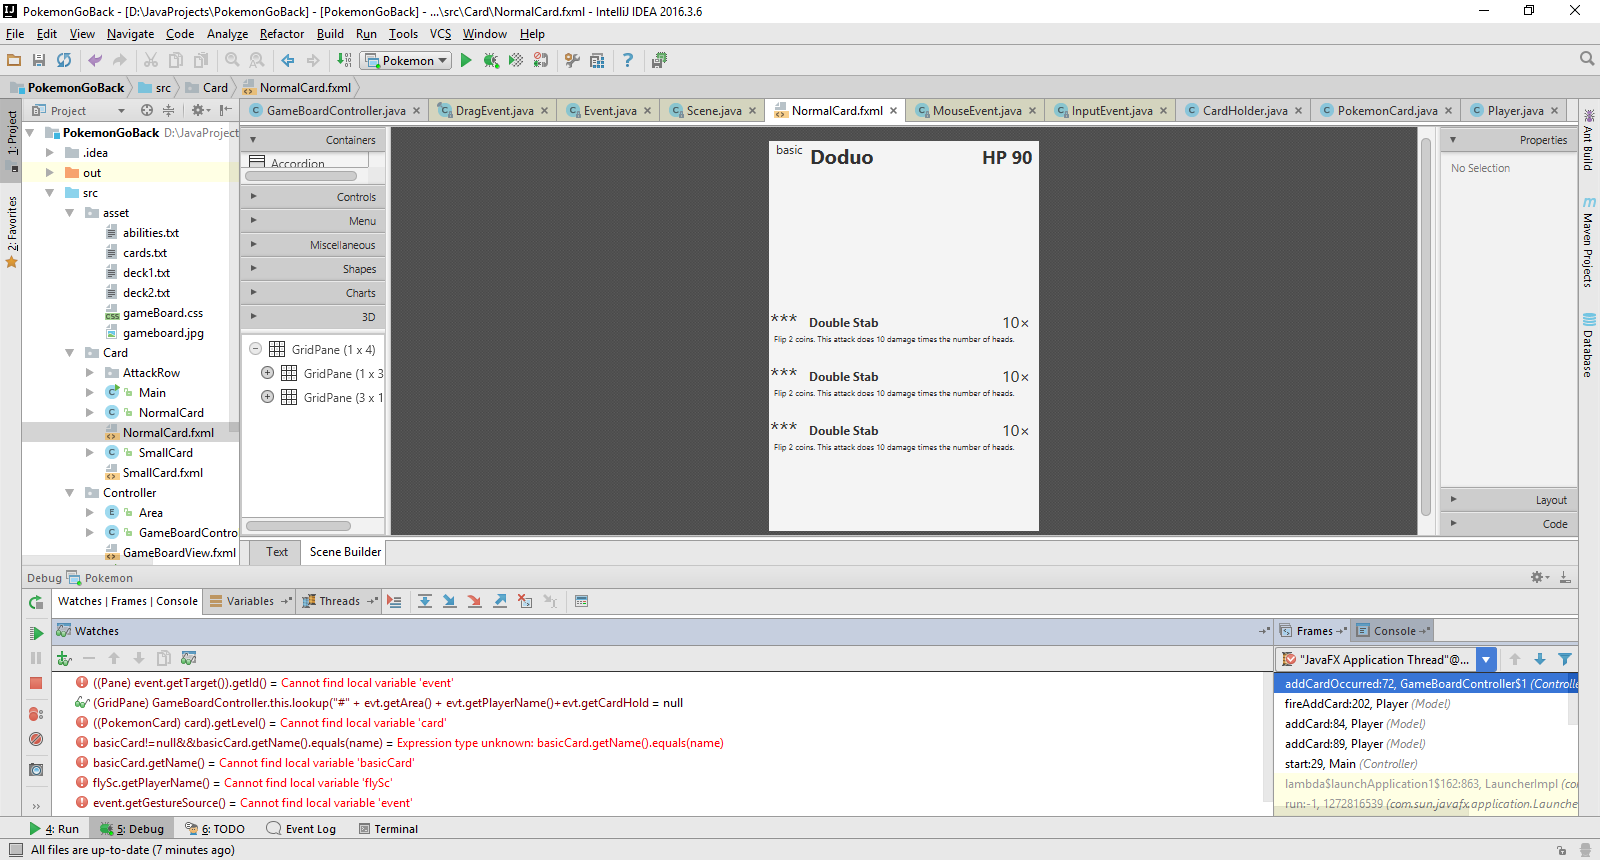 PokemonGoBack - [D:\JavaProjects\PokemonGoBack] - [PokemonGoBack] - ...\src\Card\NormalCard.fxml - IntelliJ IDEA 2016.3.6
File Edit View Navigate Code Analyze Refactor Build Run Tools VCS Window Help
Pokemon
PokemonGoBack src Card NormalCard.fxml
Project GameBoardController.java DragEvent.java Event.java Scene.java NormalCard.fxml MouseEvent.java InputEvent.java CardHolder.java PokemonCard.java Player.java
1: Project
2: Favorites
PokemonGoBack D:\JavaProject
.idea
out
src
asset
abilities.txt
cards.txt
deck1.txt
deck2.txt
gameBoard.css
gameboard.jpg
Card
AttackRow
Main
NormalCard
NormalCard.fxml
SmallCard
SmallCard.fxml
Controller
Area
GameBoardContro
GameBoardView.fxml
Containers
Accordion
Controls
Menu
Miscellaneous
Shapes
Charts
3D
GridPane (1 x 4)
GridPane (1 x 3
GridPane (3 x 1
basic Doduo HP 90
*** Double Stab 10×
Flip 2 coins. This attack does 10 damage times the number of heads.
*** Double Stab 10×
Flip 2 coins. This attack does 10 damage times the number of heads.
*** Double Stab 10×
Flip 2 coins. This attack does 10 damage times the number of heads.
Properties
No Selection
Layout
Code
Ant Build
Maven Projects
Database
Text Scene Builder
Debug Pokemon
Watches | Frames | Console Variables Threads
Watches
((Pane) event.getTarget()).getId() = Cannot find local variable 'event'
(GridPane) GameBoardController.this.lookup("#" + evt.getArea() + evt.getPlayerName()+evt.getCardHold = null
((PokemonCard) card).getLevel() = Cannot find local variable 'card'
basicCard!=null&&basicCard.getName().equals(name) = Expression type unknown: basicCard.getName().equals(name)
basicCard.getName() = Cannot find local variable 'basicCard'
flySc.getPlayerName() = Cannot find local variable 'flySc'
event.getGestureSource() = Cannot find local variable 'event'
Frames Console
"JavaFX Application Thread"@...
addCardOccurred:72, GameBoardController$1 (Controlle
fireAddCard:202, Player (Model)
addCard:84, Player (Model)
addCard:89, Player (Model)
start:29, Main (Controller)
lambda$launchApplication1$162:863, LauncherImpl (co
run:-1, 1272816539 (com.sun.javafx.application.Launche
4: Run 5: Debug 6: TODO Event Log Terminal
All files are up-to-date (7 minutes ago)